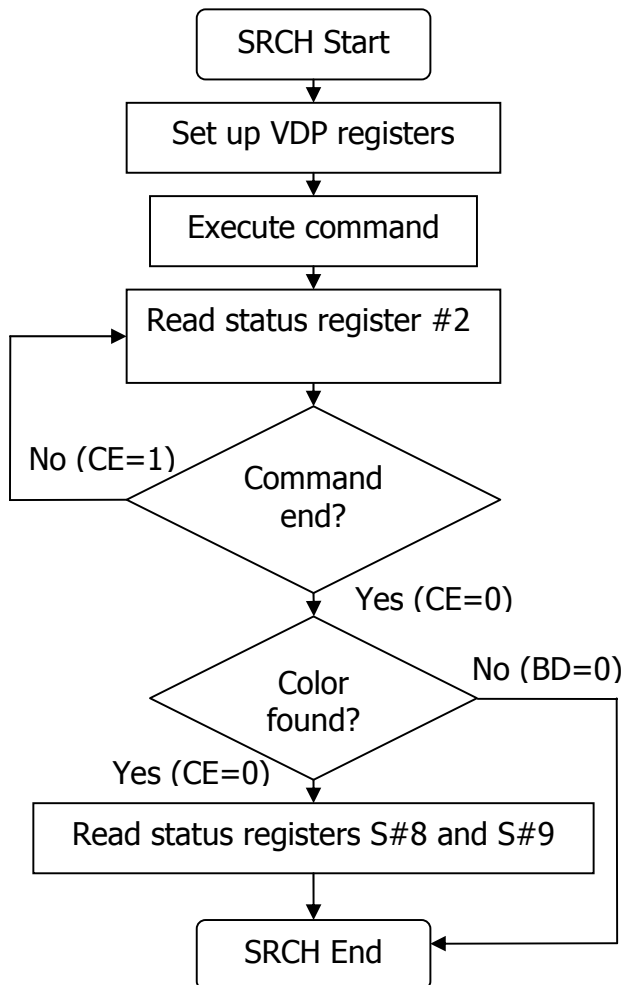 SRCH Start
Set up VDP registers
Execute command
Read status register #2
No (CE=1)
Command
end?
Yes (CE=0)
No (BD=0)
Color
found?
Yes (CE=0)
Read status registers S#8 and S#9
SRCH End